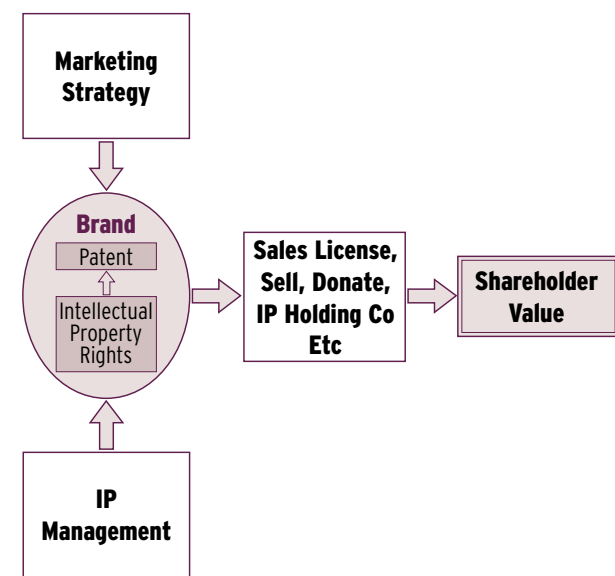 Marketing
Strategy
Brand
Patent
Intellectual
Property
Rights
Sales License,
Sell, Donate,
IP Holding Co
Etc
Shareholder
Value
IP
Management